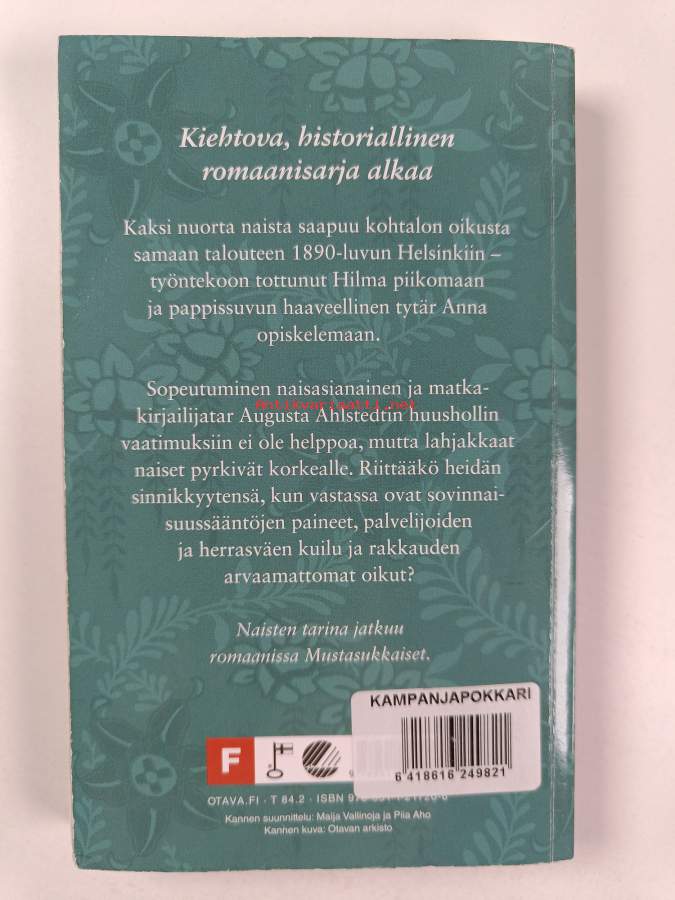 Kiehtova, historiallinen
romaanisarja alkaa
Kaksi nuorta naista saapuu kohtalon oikusta
samaan talouteen 1890-luvun Helsinkiin –
työntekoon tottunut Hilma piikomaan
ja pappissuvun haaveellinen tytär Anna
opiskelemaan.
Sopeutuminen naisasianainen ja matka-
Antikvariaatti.net
kirjailijatar Augusta Ahlstedtin huushollin
vaatimuksiin ei ole helppoa, mutta lahjakkaat
naiset pyrkivät korkealle. Riittääkö heidän
sinnikkyytensä, kun vastassa ovat sovinnai-
suussääntöjen paineet, palvelijoiden
ja herrasväen kuilu ja rakkauden
arvaamattomat oikut?
Naisten tarina jatkuu
romaanissa Mustasukkaiset.
KAMPANJAPOKKARI
6 418616 249821
F
OTAVA.FI · T 84.2 · ISBN
Kannen suunnittelu: Maija Vallinoja ja Piia Aho
Kannen kuva: Otavan arkisto